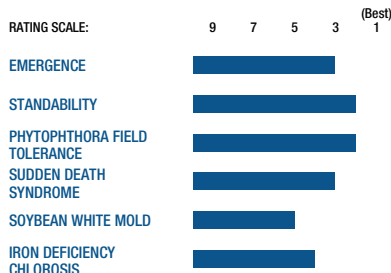 (Best)
RATING SCALE: 9 7 5 3 1
EMERGENCE
STANDABILITY
PHYTOPHTHORA FIELD
TOLERANCE
SUDDEN DEATH
SYNDROME
SOYBEAN WHITE MOLD
IRON DEFICIENCY
CHLOROSIS